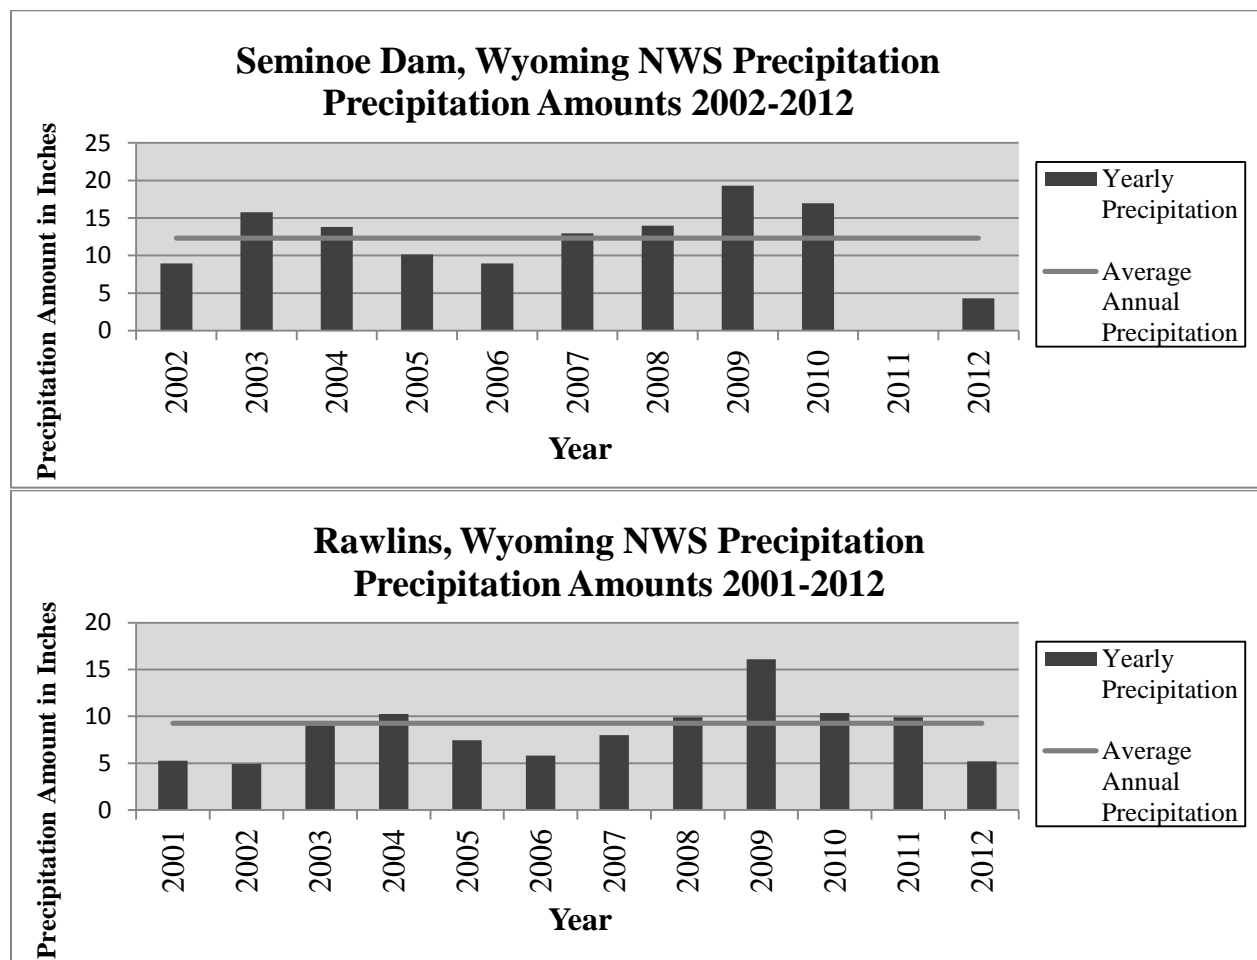 Seminoe Dam, Wyoming NWS Precipitation
Precipitation Amounts 2002-2012
Precipitation Amount in Inches
25
20
15
10
5
0
2002
2003
2004
2005
2006
2007
2008
2009
2010
2011
2012
Year
Yearly
Precipitation
Average
Annual
Precipitation
Rawlins, Wyoming NWS Precipitation
Precipitation Amounts 2001-2012
Precipitation Amount in Inches
20
15
10
5
0
2001
2002
2003
2004
2005
2006
2007
2008
2009
2010
2011
2012
Year
Yearly
Precipitation
Average
Annual
Precipitation